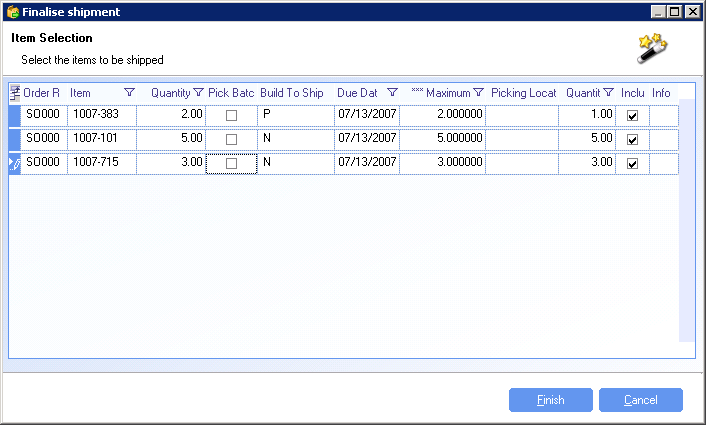 Finalise shipment
Item Selection
Select the items to be shipped
Order R Item Quantity Pick Batc Build To Ship Due Dat *** Maximum Picking Locat Quantit Inclu Info
SO000 1007-383 2.00 P 07/13/2007 2.000000 1.00
SO000 1007-101 5.00 N 07/13/2007 5.000000 5.00
SO000 1007-715 3.00 N 07/13/2007 3.000000 3.00
Finish Cancel